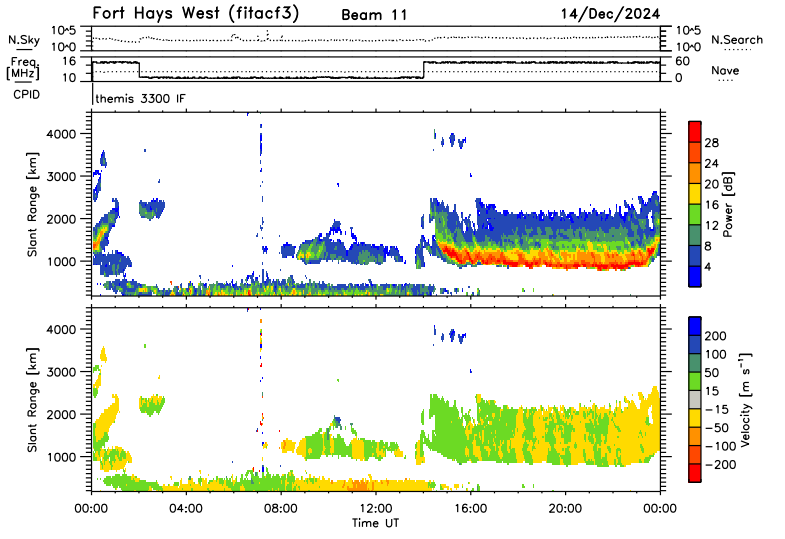 Fort Hays West (fitacf3) Beam 11 14/Dec/2024
N.Sky 10^5 10^0 10^5 10^0 N.Search
Freq. [MHz] 16 10 60 0 Nave
CPID themis 3300 IF
Slant Range [km] 4000 3000 2000 1000
28 24 20 16 12 8 4 Power [dB]
Slant Range [km] 4000 3000 2000 1000
200 100 50 15 -15 -50 -100 -200 Velocity [m s⁻¹]
00:00 04:00 08:00 12:00 16:00 20:00 00:00
Time UT